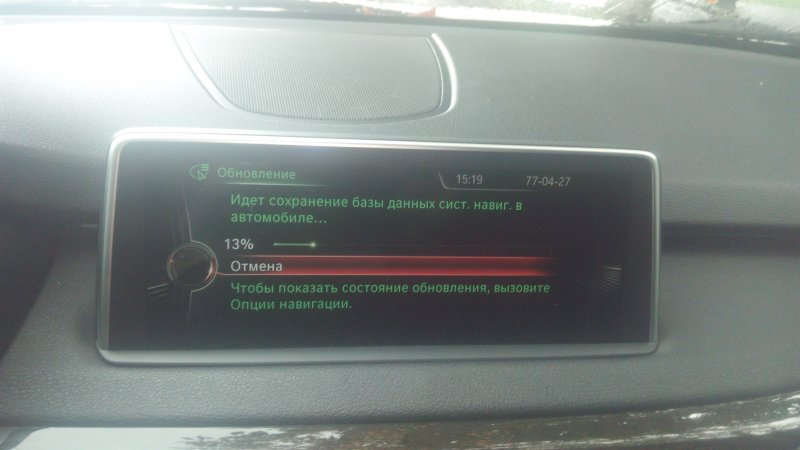 Обновление
15:19
77-04-27
Идет сохранение базы данных сист. навиг. в
автомобиле...
13%
Отмена
Чтобы показать состояние обновления, вызовите
Опции навигации.